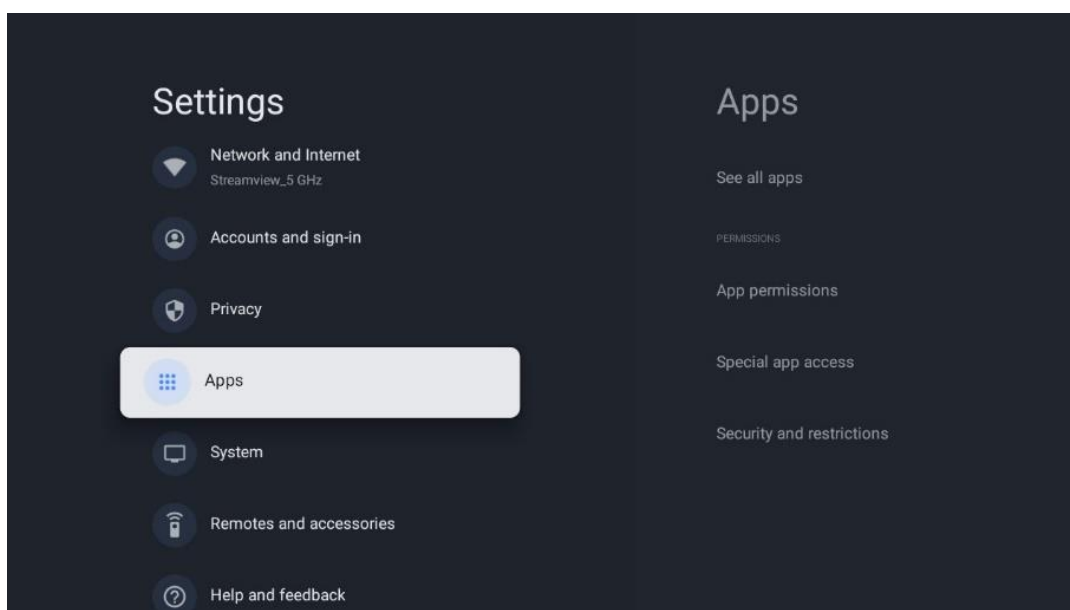 Settings
Network and Internet
Streamview_5 GHz
Accounts and sign-in
Privacy
Apps
System
Remotes and accessories
Help and feedback
Apps
See all apps
PERMISSIONS
App permissions
Special app access
Security and restrictions